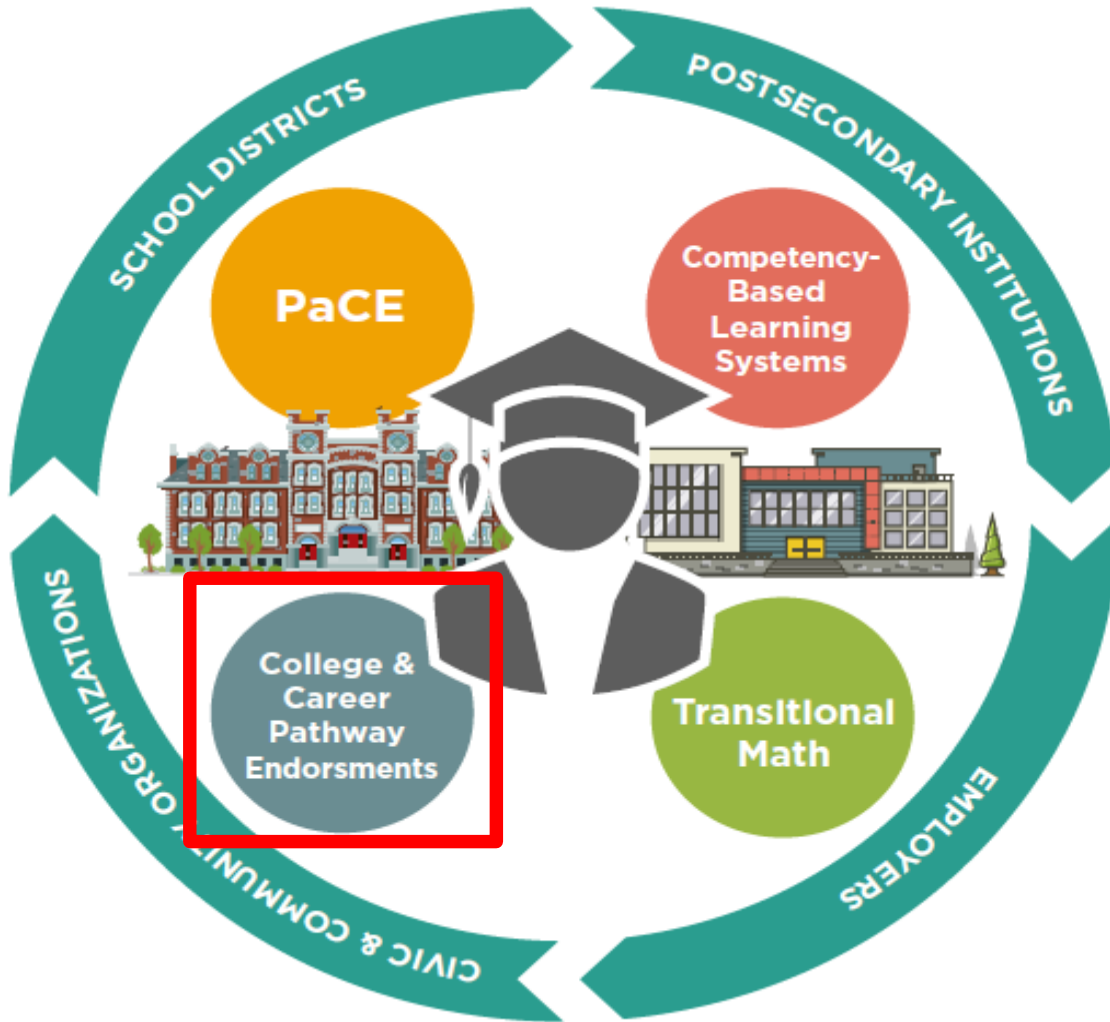 SCHOOL DISTRICTS
POSTSECONDARY INSTITUTIONS
PaCE
Competency-
Based
Learning
Systems
College &
Career
Pathway
Endorsments
Transitional
Math
CIVIC & COMMUNITY ORGANIZATIONS
EMPLOYERS